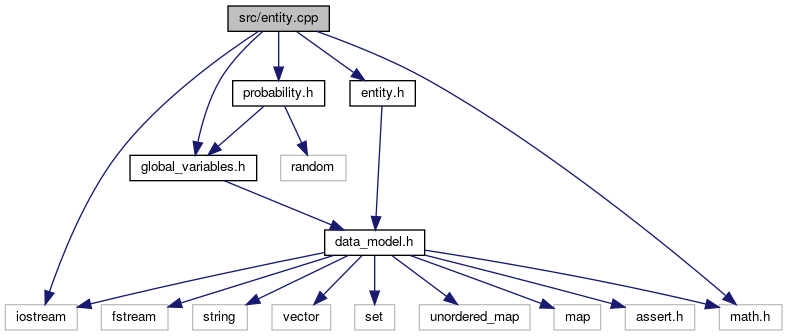 src/entity.cpp
probability.h
entity.h
global_variables.h
random
data_model.h
iostream
fstream
string
vector
set
unordered_map
map
assert.h
math.h